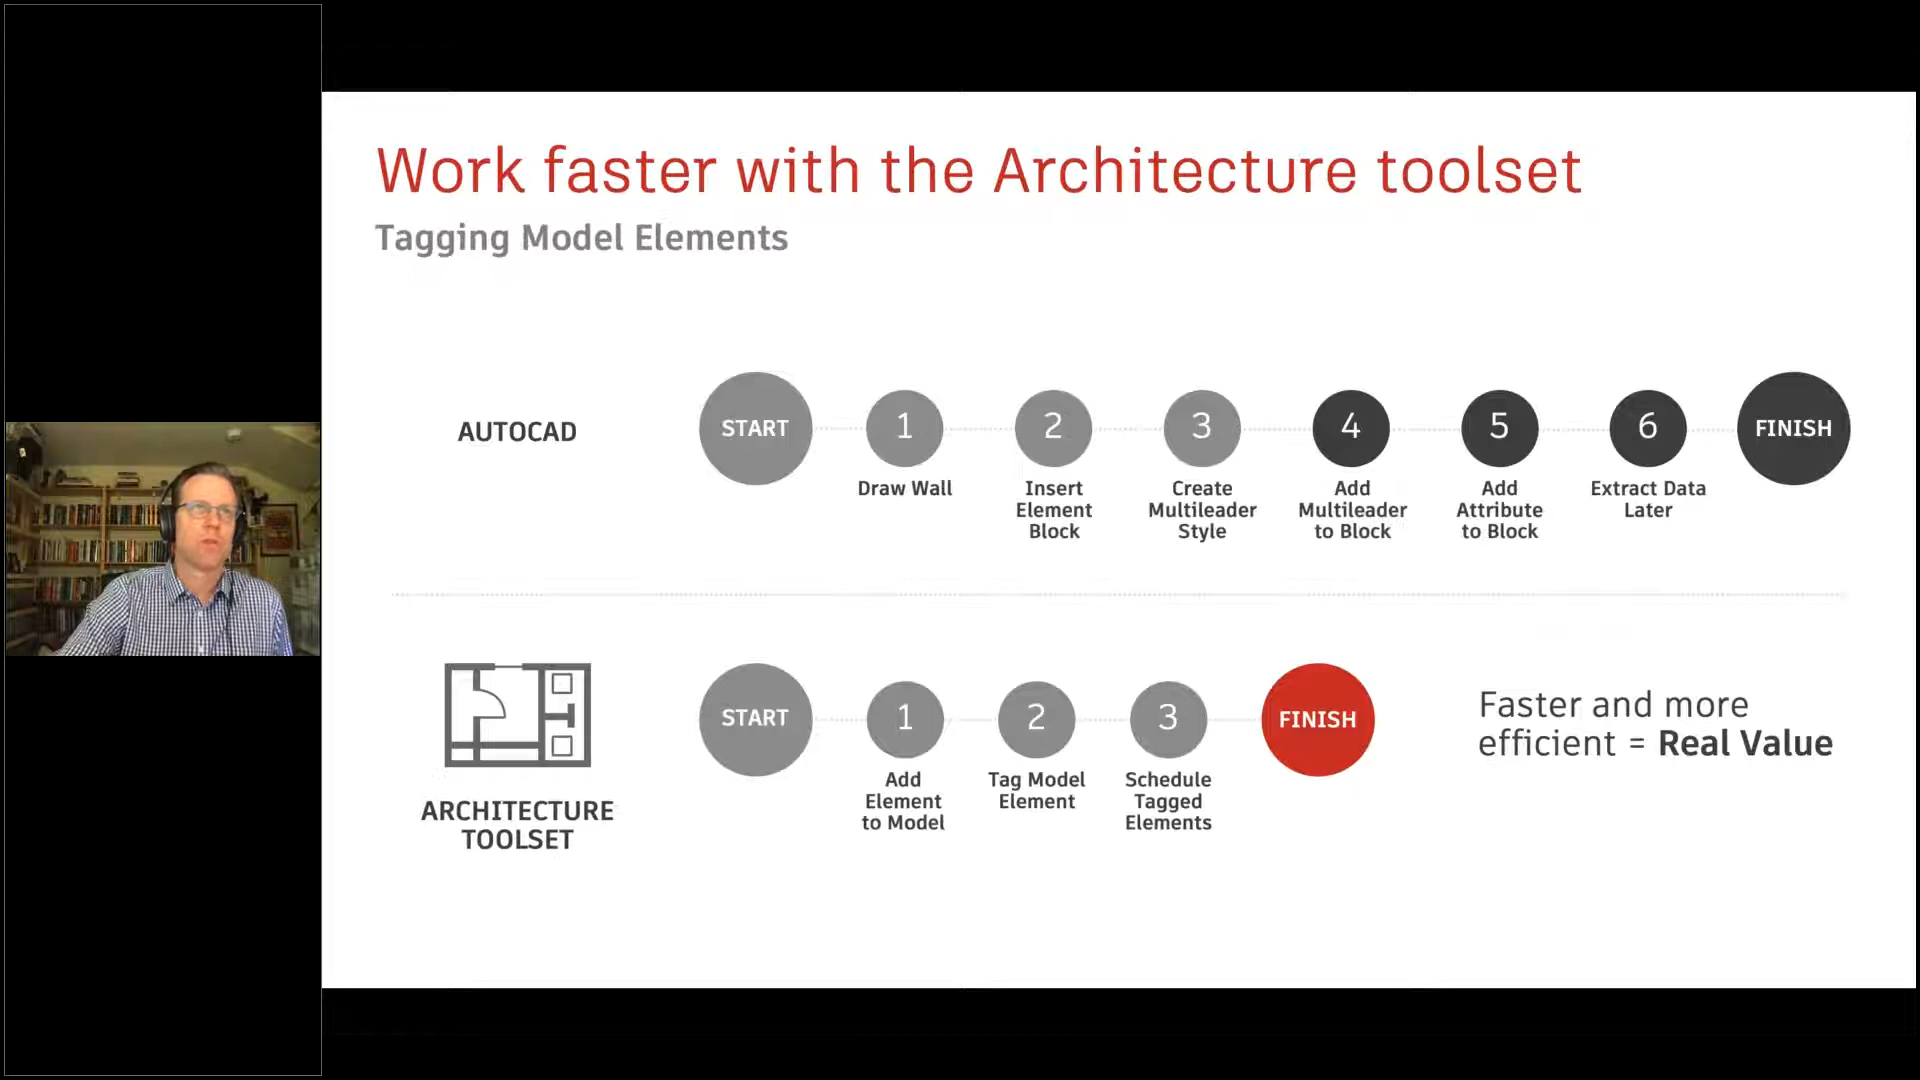 Work faster with the Architecture toolset
Tagging Model Elements
AUTOCAD
START
1
2
3
4
5
6
FINISH
Draw Wall
Insert
Element
Block
Create
Multileader
Style
Add
Multileader
to Block
Add
Attribute
to Block
Extract Data
Later
ARCHITECTURE
TOOLSET
START
1
2
3
FINISH
Add
Element
to Model
Tag Model
Element
Schedule
Tagged
Elements
Faster and more
efficient = Real Value